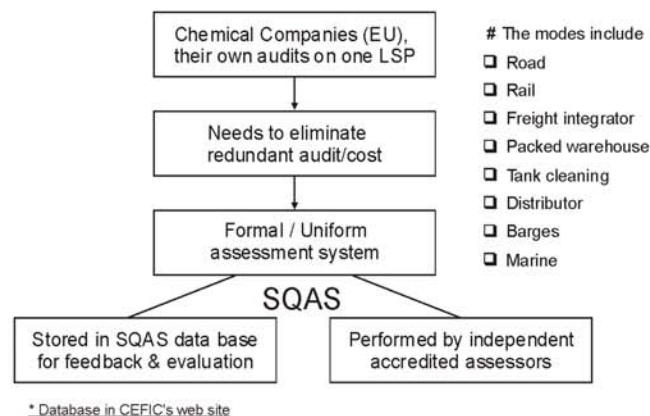 Chemical Companies (EU),
their own audits on one LSP
Needs to eliminate
redundant audit/cost
Formal / Uniform
assessment system
SQAS
Stored in SQAS data base
for feedback & evaluation
Performed by independent
accredited assessors
* Database in CEFIC's web site
# The modes include
❑ Road
❑ Rail
❑ Freight integrator
❑ Packed warehouse
❑ Tank cleaning
❑ Distributor
❑ Barges
❑ Marine